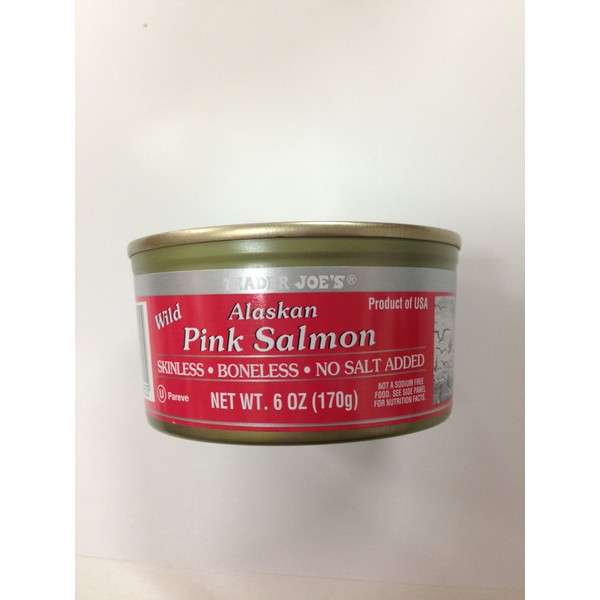 TRADER JOE'S®
Wild
Alaskan
Product of USA
Pink Salmon
SKINLESS • BONELESS • NO SALT ADDED
U Pareve
NET WT. 6 OZ (170g)
NOT A SODIUM FREE
FOOD. SEE SIDE PANEL
FOR NUTRITION FACTS.